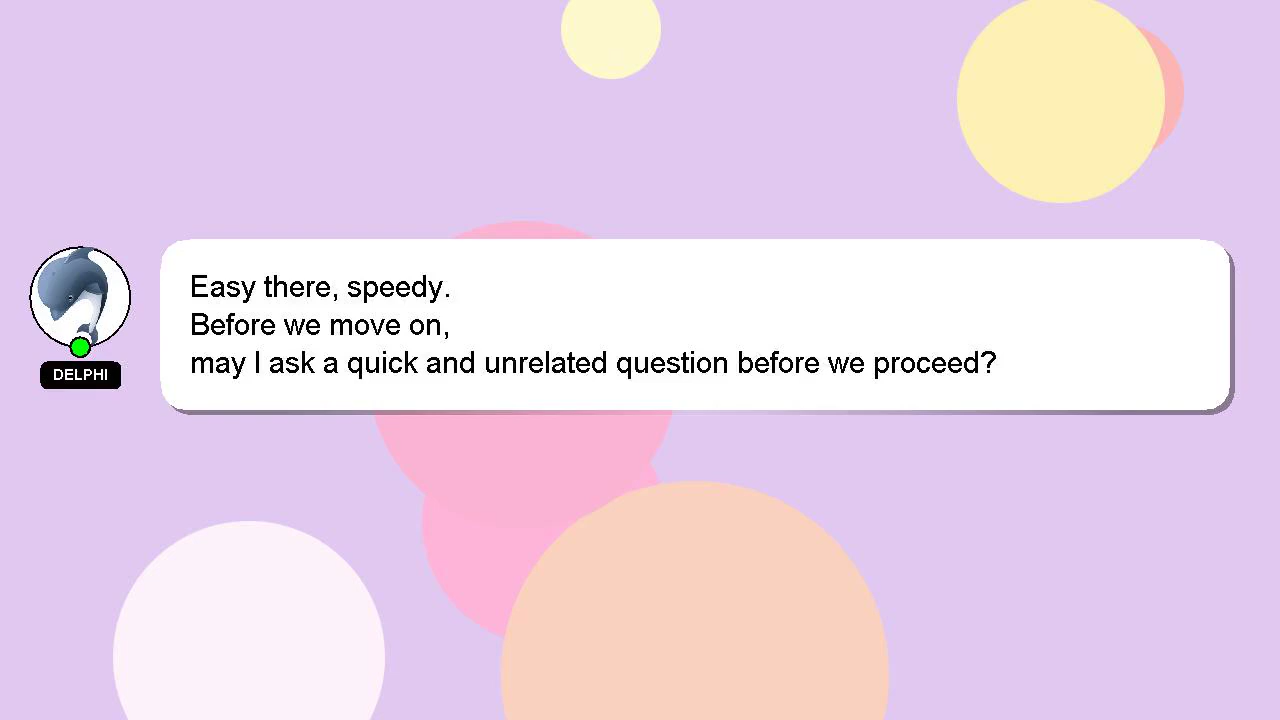 Easy there, speedy.
Before we move on,
may I ask a quick and unrelated question before we proceed?
DELPHI